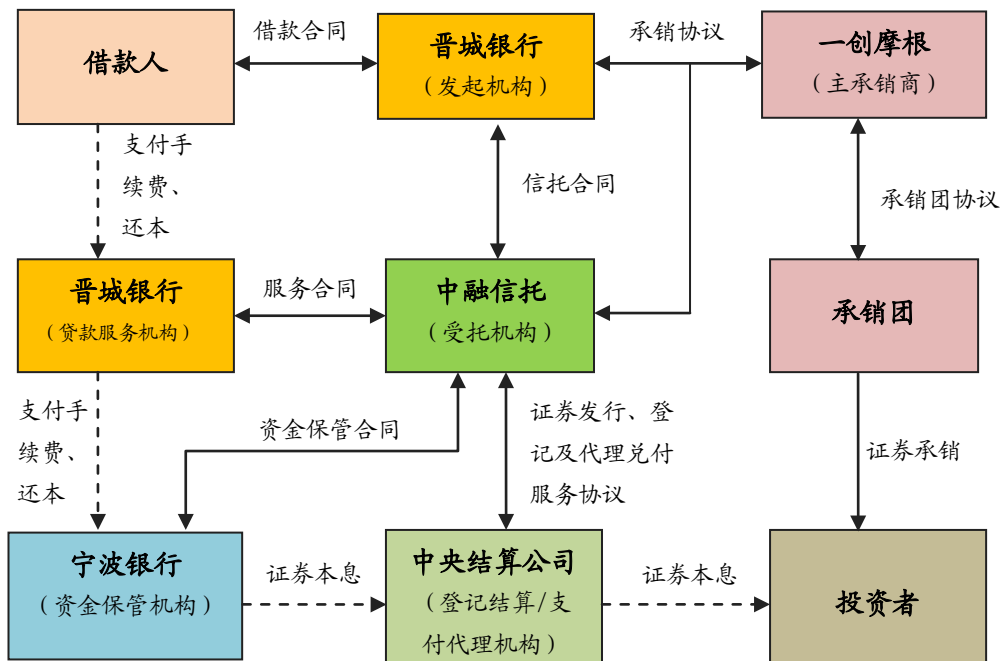 借款人
借款合同
晋城银行
（发起机构）
承销协议
一创摩根
（主承销商）
支付手
续费、
还本
信托合同
承销团协议
晋城银行
（贷款服务机构）
服务合同
中融信托
（受托机构）
承销团
支付手
续费、
还本
资金保管合同
证券发行、登
记及代理兑付
服务协议
证券承销
宁波银行
（资金保管机构）
证券本息
中央结算公司
（登记结算/支
付代理机构）
证券本息
投资者